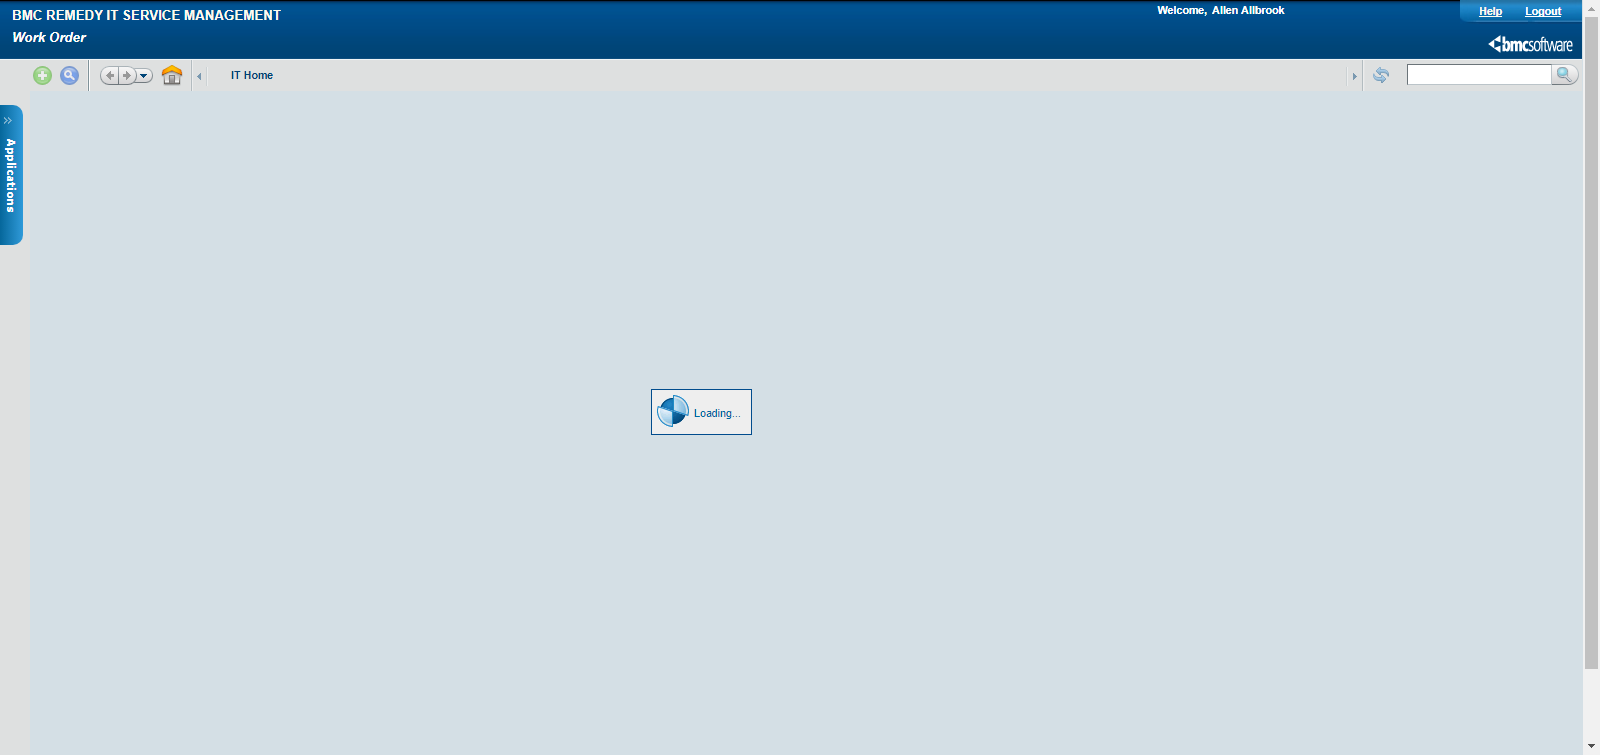 BMC REMEDY IT SERVICE MANAGEMENT
Welcome, Allen Allbrook
Help
Logout
Work Order
bmcsoftware
IT Home
Applications
Loading...